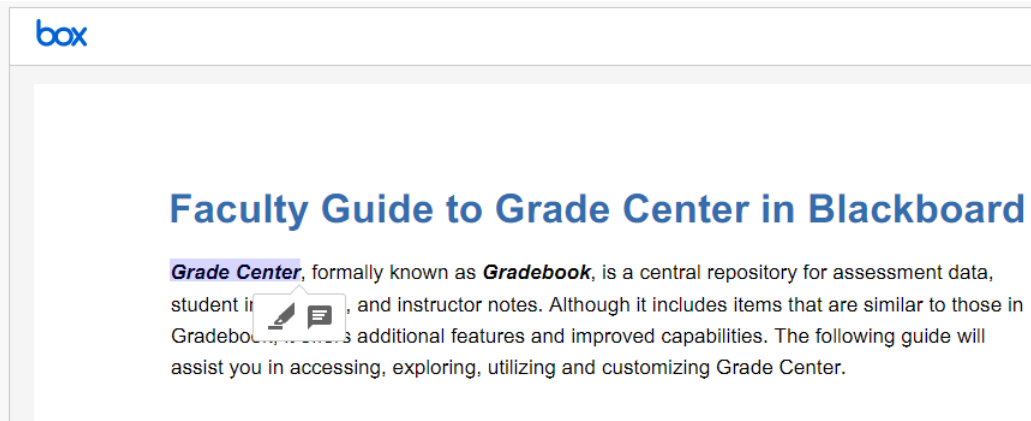 box
Faculty Guide to Grade Center in Blackboard
Grade Center, formally known as Gradebook, is a central repository for assessment data,
student , and instructor notes. Although it includes items that are similar to those in
additional features and improved capabilities. The following guide will
assist you in accessing, exploring, utilizing and customizing Grade Center.